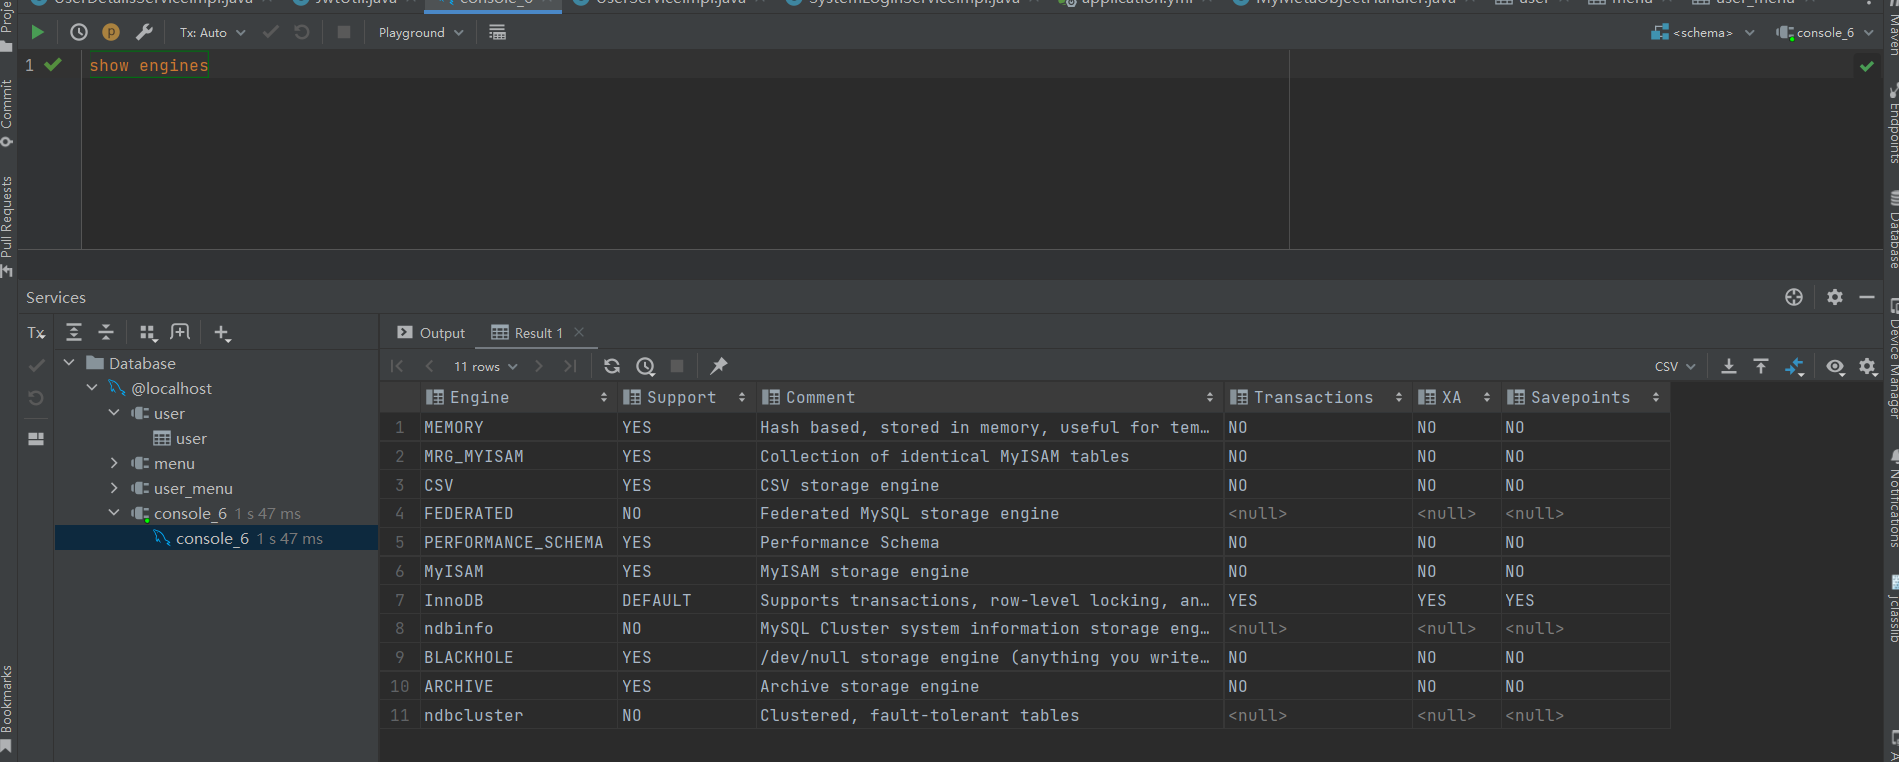 UserDetailsServiceImpl.java JwtUtil.java console_6 UserServiceImpl.java SystemLoginServiceImpl.java application.yml MyMetaObjectHandler.java user menu user_menu
Tx: Auto Playground <schema> console_6
1 show engines
Commit
Pull Requests
Bookmarks
Maven
Endpoints
Database
Device Manager
Notifications
jclasslib
Services
Tx
Output Result 1
Database
@localhost
user
user
menu
user_menu
console_6 1 s 47 ms
console_6 1 s 47 ms
11 rows CSV
Engine Support Comment Transactions XA Savepoints
1 MEMORY YES Hash based, stored in memory, useful for tem… NO NO NO
2 MRG_MYISAM YES Collection of identical MyISAM tables NO NO NO
3 CSV YES CSV storage engine NO NO NO
4 FEDERATED NO Federated MySQL storage engine <null> <null> <null>
5 PERFORMANCE_SCHEMA YES Performance Schema NO NO NO
6 MyISAM YES MyISAM storage engine NO NO NO
7 InnoDB DEFAULT Supports transactions, row-level locking, an… YES YES YES
8 ndbinfo NO MySQL Cluster system information storage eng… <null> <null> <null>
9 BLACKHOLE YES /dev/null storage engine (anything you write… NO NO NO
10 ARCHIVE YES Archive storage engine NO NO NO
11 ndbcluster NO Clustered, fault-tolerant tables <null> <null> <null>